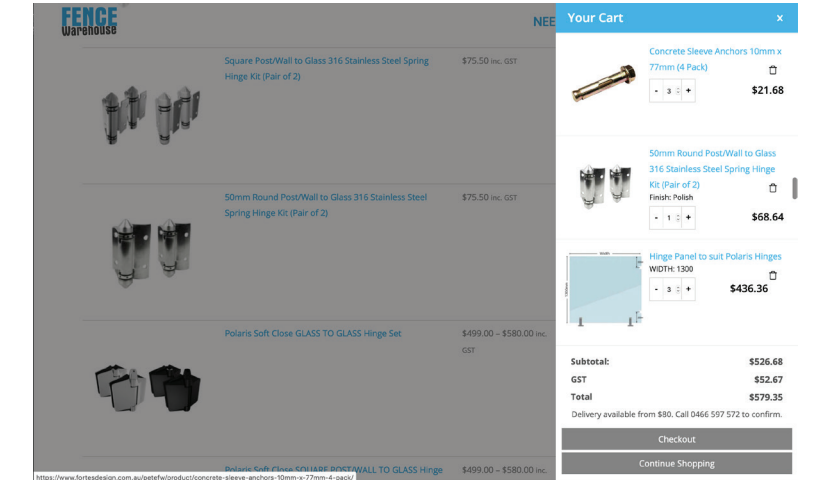 FENCE
Warehouse
NEE
Square Post/Wall to Glass 316 Stainless Steel Spring
Hinge Kit (Pair of 2)
$75.50 inc. GST
50mm Round Post/Wall to Glass 316 Stainless Steel
Spring Hinge Kit (Pair of 2)
$75.50 inc. GST
Polaris Soft Close GLASS TO GLASS Hinge Set
$499.00 – $580.00 inc.
GST
Polaris Soft Close SQUARE POST/WALL TO GLASS Hinge
$499.00 – $580.00 inc.
https://www.fortesdesign.com.au/petefw/product/concrete-sleeve-anchors-10mm-x-77mm-4-pack/
Your Cart
x
Concrete Sleeve Anchors 10mm x
77mm (4 Pack)
- 3 +
$21.68
50mm Round Post/Wall to Glass
316 Stainless Steel Spring Hinge
Kit (Pair of 2)
Finish: Polish
- 1 +
$68.64
Hinge Panel to suit Polaris Hinges
WIDTH: 1300
- 3 +
$436.36
Subtotal: $526.68
GST $52.67
Total $579.35
Delivery available from $80. Call 0466 597 572 to confirm.
Checkout
Continue Shopping